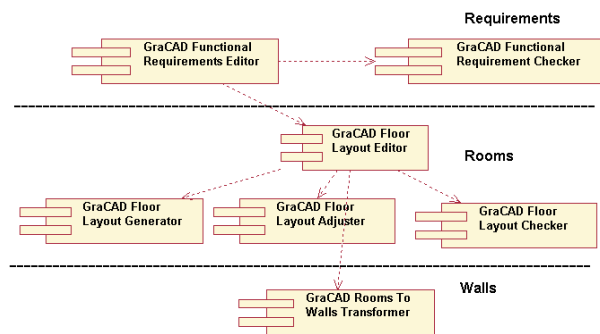 Requirements
GraCAD Functional
Requirements Editor
GraCAD Functional
Requirement Checker
GraCAD Floor
Layout Editor
Rooms
GraCAD Floor
Layout Generator
GraCAD Floor
Layout Adjuster
GraCAD Floor
Layout Checker
Walls
GraCAD Rooms To
Walls Transformer